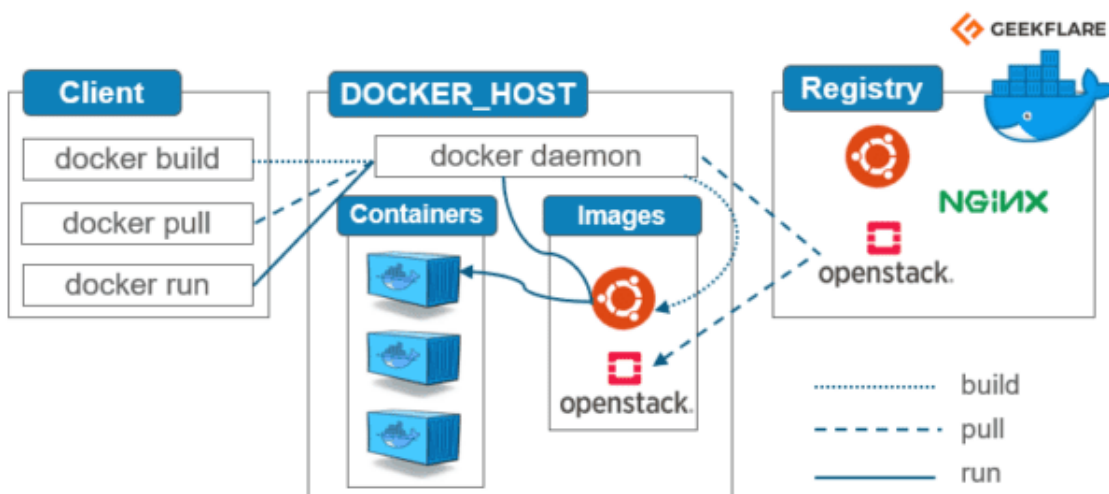 GEEKFLARE
Client
DOCKER_HOST
Registry
docker build
docker daemon
docker pull
Containers
Images
NGiNX
docker run
openstack.
openstack.
build
pull
run